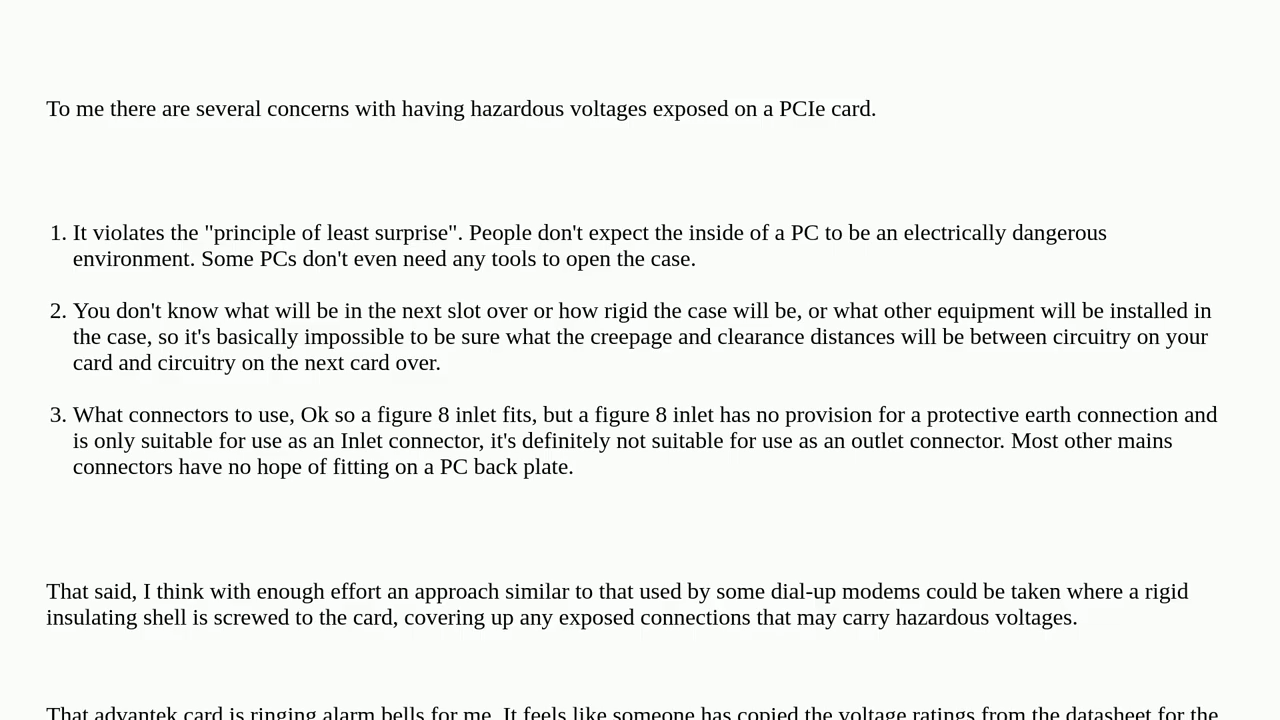 To me there are several concerns with having hazardous voltages exposed on a PCIe card.
1. It violates the "principle of least surprise". People don't expect the inside of a PC to be an electrically dangerous
environment. Some PCs don't even need any tools to open the case.
2. You don't know what will be in the next slot over or how rigid the case will be, or what other equipment will be installed in
the case, so it's basically impossible to be sure what the creepage and clearance distances will be between circuitry on your
card and circuitry on the next card over.
3. What connectors to use, Ok so a figure 8 inlet fits, but a figure 8 inlet has no provision for a protective earth connection and
is only suitable for use as an Inlet connector, it's definitely not suitable for use as an outlet connector. Most other mains
connectors have no hope of fitting on a PC back plate.
That said, I think with enough effort an approach similar to that used by some dial-up modems could be taken where a rigid
insulating shell is screwed to the card, covering up any exposed connections that may carry hazardous voltages.
That advantek card is ringing alarm bells for me. It feels like someone has copied the voltage ratings from the datasheet for the